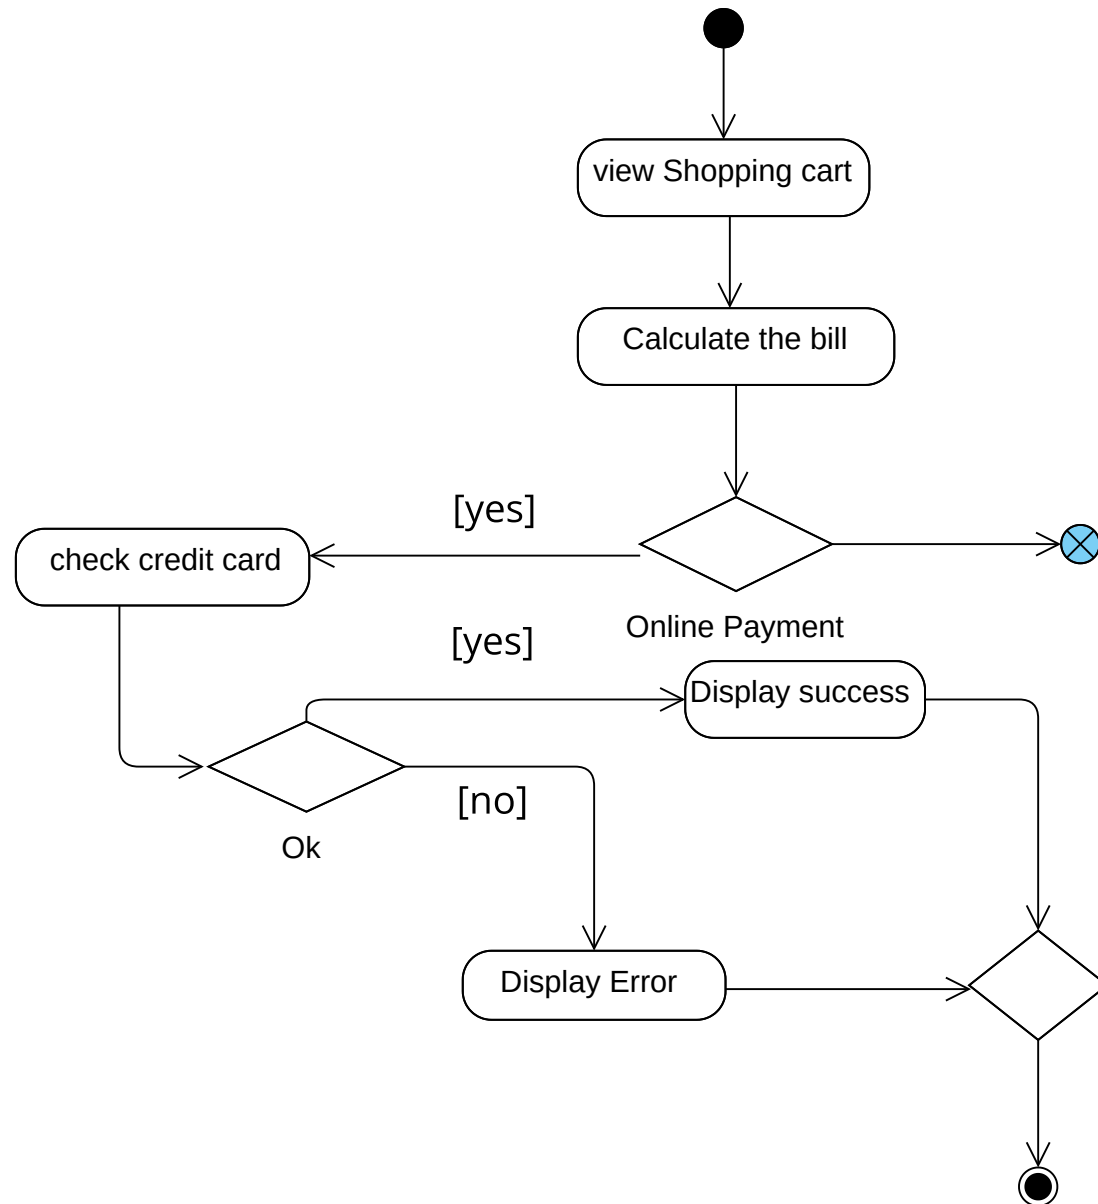 view Shopping cart
Calculate the bill
[yes]
check credit card
Online Payment
[yes]
Display success
[no]
Ok
Display Error